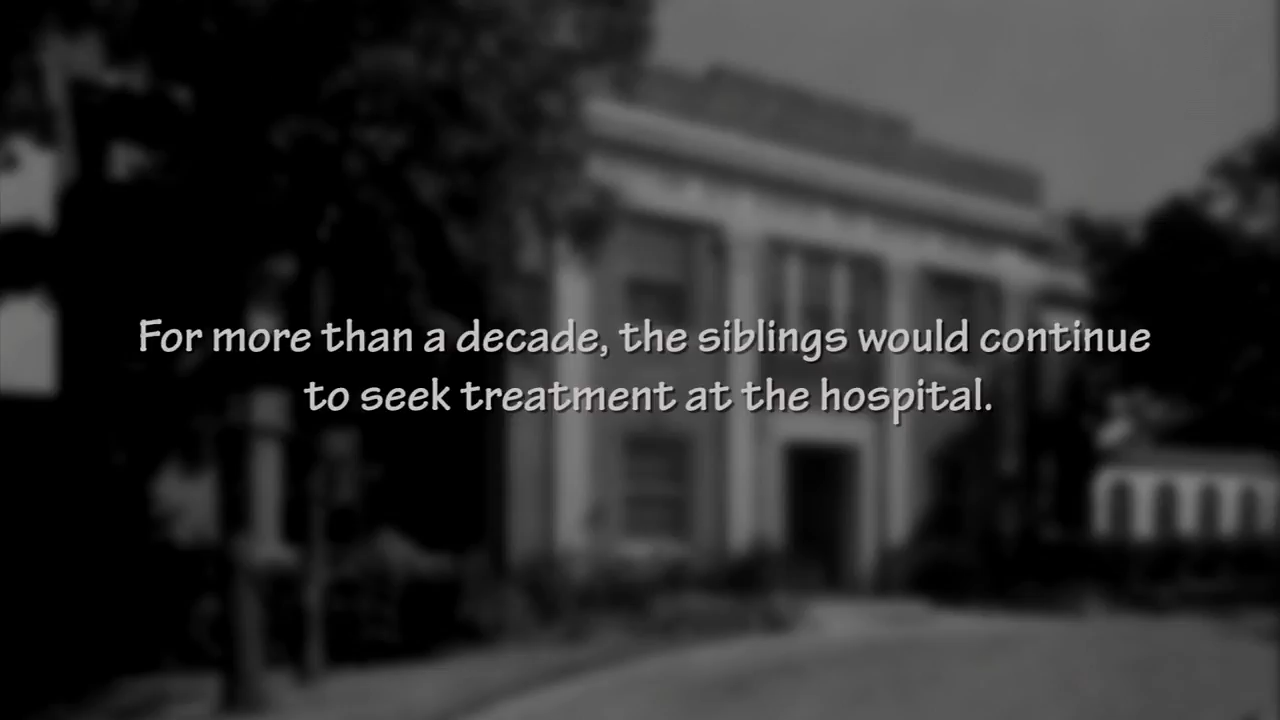 For more than a decade, the siblings would continue
to seek treatment at the hospital.